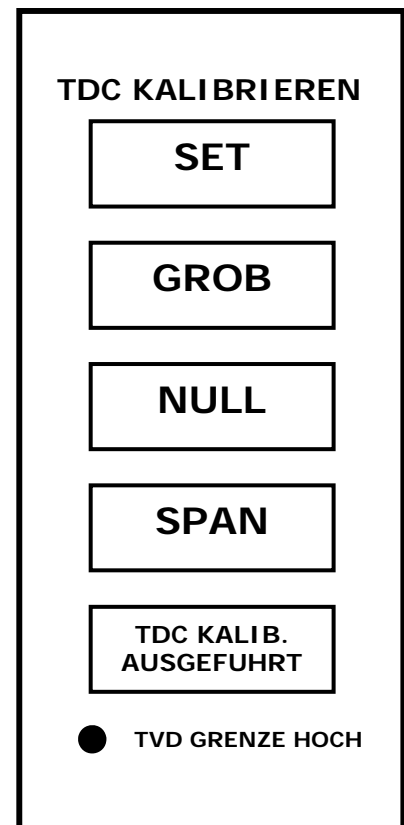 TDC KALIBRIEREN
SET
GROB
NULL
SPAN
TDC KALIB.
AUSGEFUHRT
TVD GRENZE HOCH